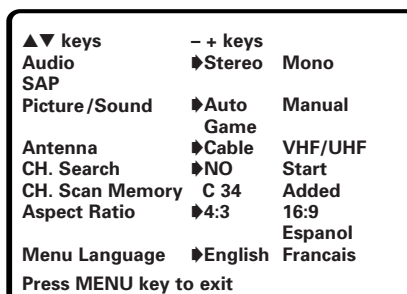 ▲▼ keys – + keys
Audio ➧Stereo Mono
SAP
Picture/Sound ➧Auto Manual
Game
Antenna ➧Cable VHF/UHF
CH. Search ➧NO Start
CH. Scan Memory C 34 Added
Aspect Ratio ➧4:3 16:9
Espanol
Menu Language ➧English Francais
Press MENU key to exit